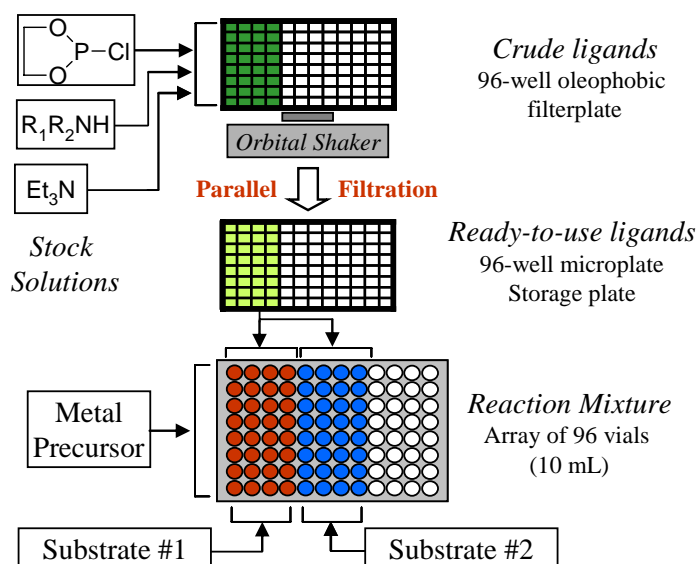 O
P
Cl
O
R1R2NH
Et3N
Stock
Solutions
Orbital Shaker
Crude ligands
96-well oleophobic
filterplate
Parallel
Filtration
Ready-to-use ligands
96-well microplate
Storage plate
Metal
Precursor
Reaction Mixture
Array of 96 vials
(10 mL)
Substrate #1
Substrate #2